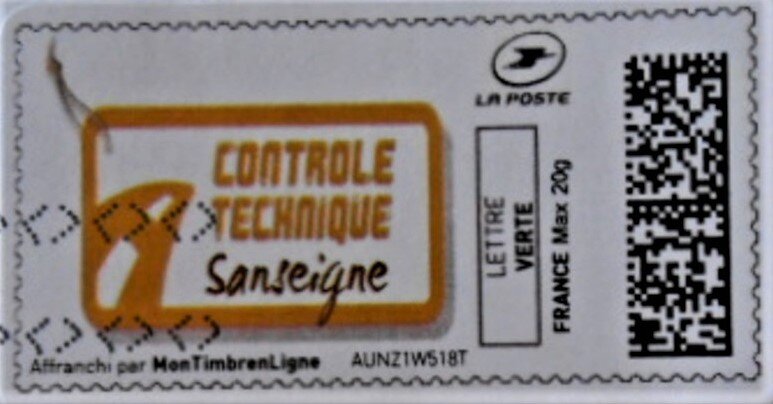 CONTROLE
TECHNIQUE
Sanseigne
LA POSTE
LETTRE
VERTE
FRANCE Max 20g
Affranchi par MonTimbrenLigne AUNZ1W518T